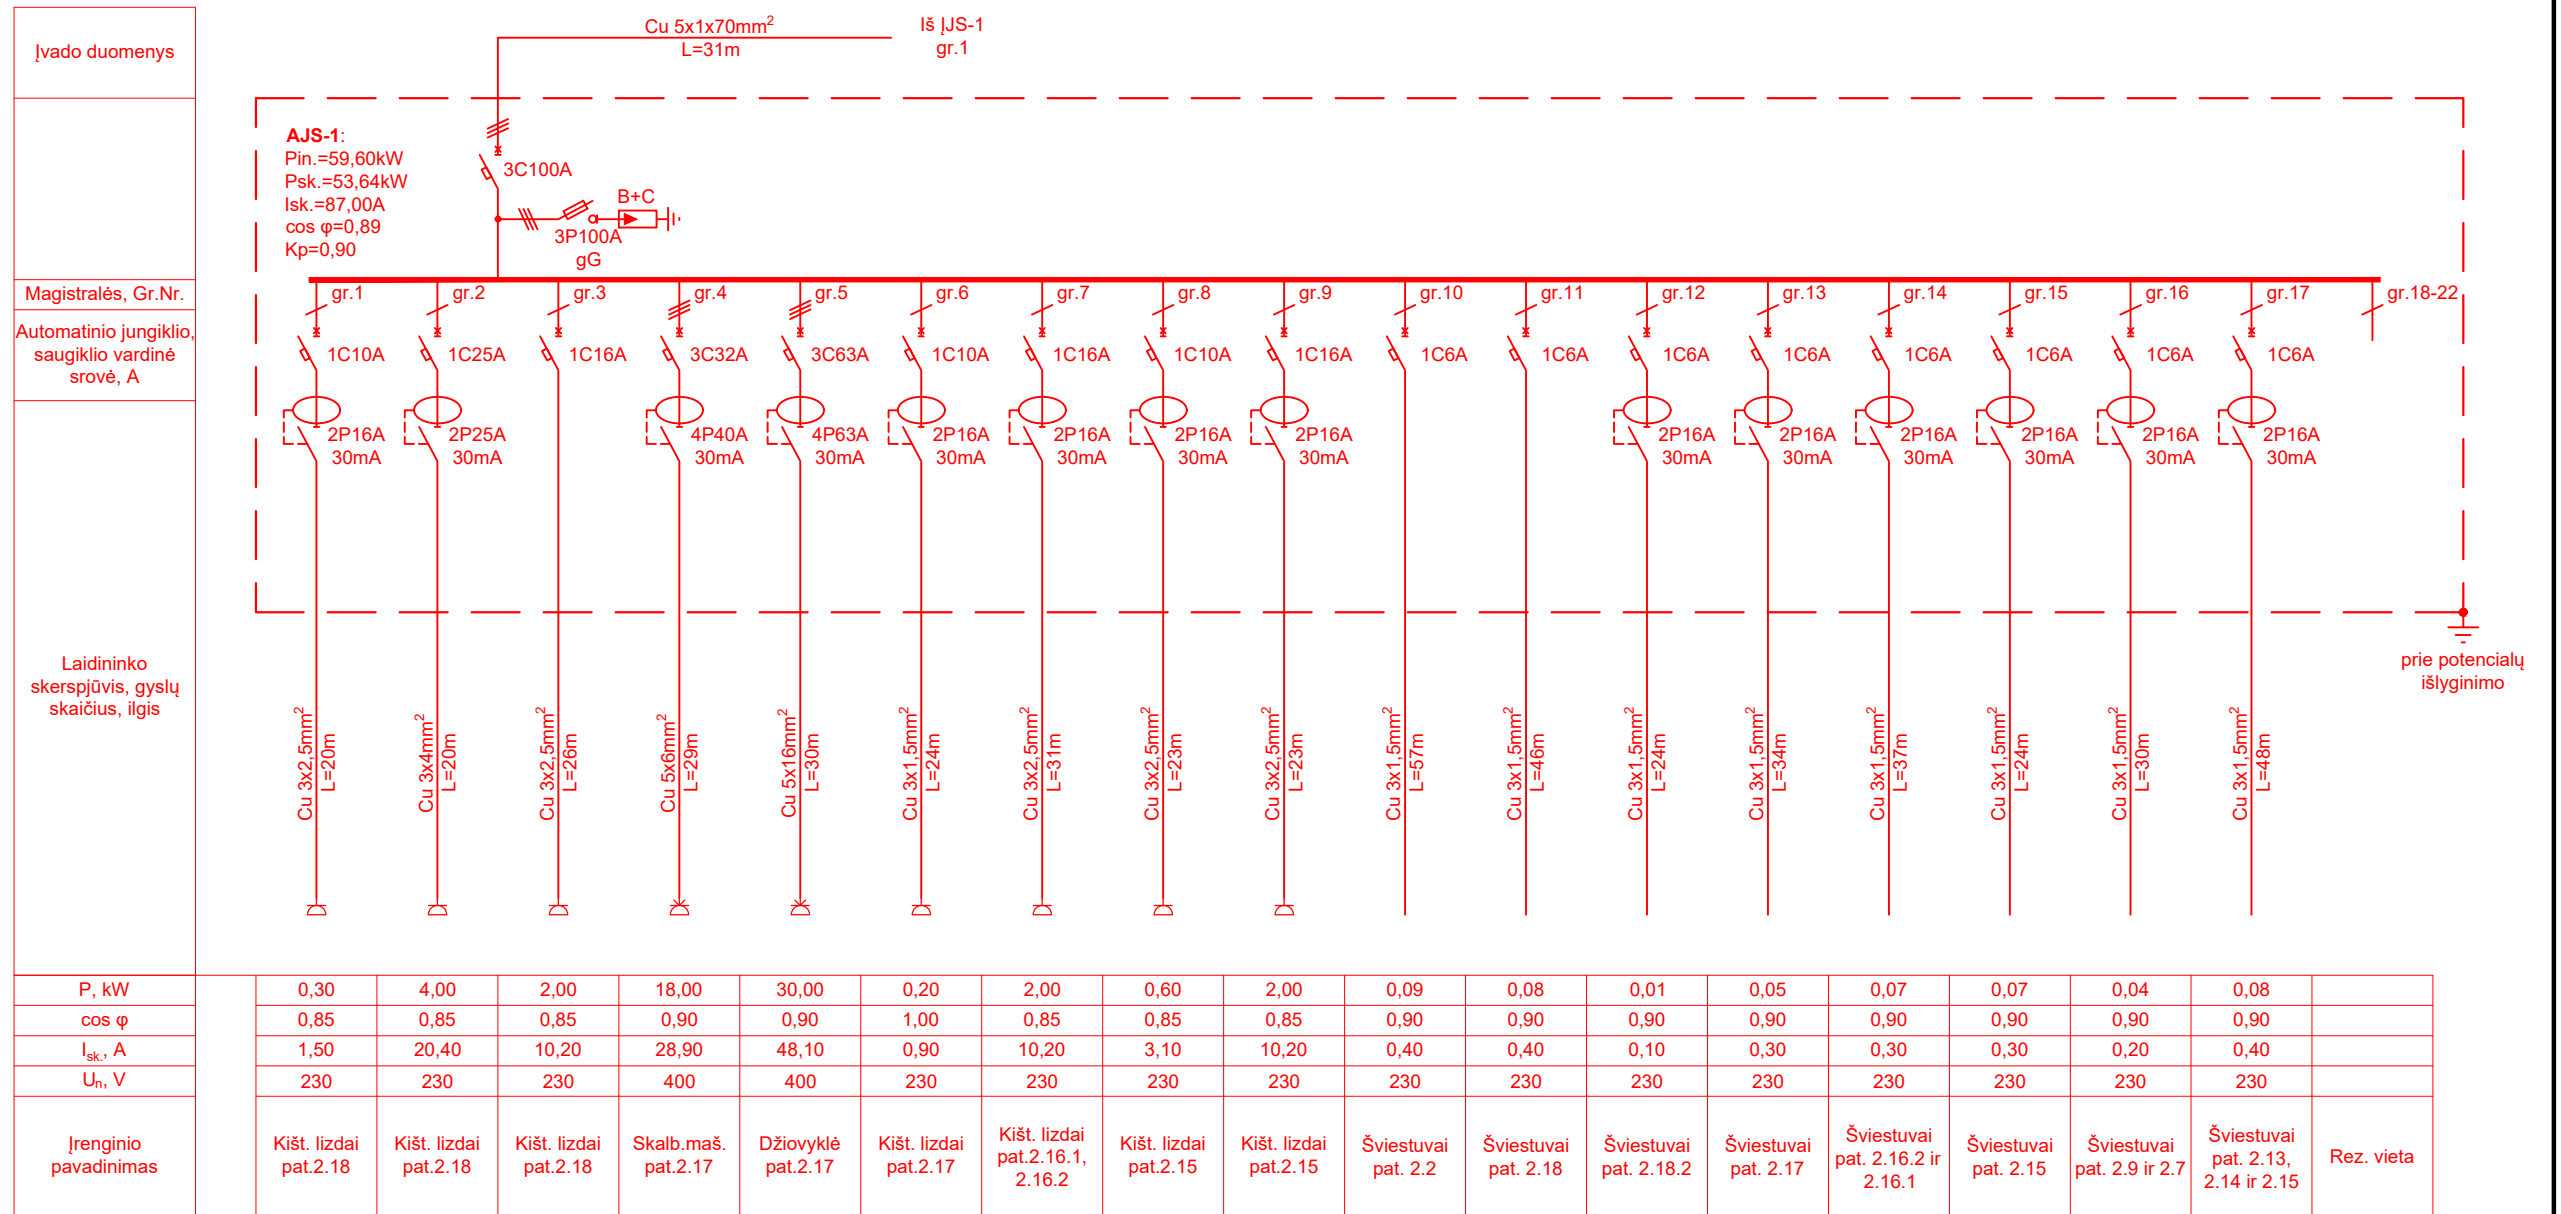 Įvado duomenys
Cu 5x1x70mm²
L=31m
Iš ĮJS-1
gr.1
AJS-1:
Pin.=59,60kW
Psk.=53,64kW
Isk.=87,00A
cos φ=0,89
Kp=0,90
3C100A
B+C
3P100A
gG
Magistralės, Gr.Nr.
gr.1 gr.2 gr.3 gr.4 gr.5 gr.6 gr.7 gr.8 gr.9 gr.10 gr.11 gr.12 gr.13 gr.14 gr.15 gr.16 gr.17 gr.18-22
Automatinio jungiklio,
saugiklio vardinė
srovė, A
1C10A 1C25A 1C16A 3C32A 3C63A 1C10A 1C16A 1C10A 1C16A 1C6A 1C6A 1C6A 1C6A 1C6A 1C6A 1C6A 1C6A
2P16A 2P25A 4P40A 4P63A 2P16A 2P16A 2P16A 2P16A 2P16A 2P16A 2P16A 2P16A 2P16A 2P16A
30mA 30mA 30mA 30mA 30mA 30mA 30mA 30mA 30mA 30mA 30mA 30mA 30mA 30mA
prie potencialų
išlyginimo
Laidininko
skerspjūvis, gyslų
skaičius, ilgis
Cu 3x2,5mm²
L=20m
Cu 3x4mm²
L=20m
Cu 3x2,5mm²
L=26m
Cu 5x6mm²
L=29m
Cu 5x16mm²
L=30m
Cu 3x1,5mm²
L=24m
Cu 3x2,5mm²
L=31m
Cu 3x2,5mm²
L=23m
Cu 3x2,5mm²
L=23m
Cu 3x1,5mm²
L=57m
Cu 3x1,5mm²
L=46m
Cu 3x1,5mm²
L=24m
Cu 3x1,5mm²
L=34m
Cu 3x1,5mm²
L=37m
Cu 3x1,5mm²
L=24m
Cu 3x1,5mm²
L=30m
Cu 3x1,5mm²
L=48m
P, kW 0,30 4,00 2,00 18,00 30,00 0,20 2,00 0,60 2,00 0,09 0,08 0,01 0,05 0,07 0,07 0,04 0,08
cos φ 0,85 0,85 0,85 0,90 0,90 1,00 0,85 0,85 0,85 0,90 0,90 0,90 0,90 0,90 0,90 0,90 0,90
Isk., A 1,50 20,40 10,20 28,90 48,10 0,90 10,20 3,10 10,20 0,40 0,40 0,10 0,30 0,30 0,30 0,20 0,40
Un, V 230 230 230 400 400 230 230 230 230 230 230 230 230 230 230 230 230
Įrenginio
pavadinimas
Kišt. lizdai
pat.2.18
Kišt. lizdai
pat.2.18
Kišt. lizdai
pat.2.18
Skalb.maš.
pat.2.17
Džiovyklė
pat.2.17
Kišt. lizdai
pat.2.17
Kišt. lizdai
pat.2.16.1,
2.16.2
Kišt. lizdai
pat.2.15
Kišt. lizdai
pat.2.15
Šviestuvai
pat. 2.2
Šviestuvai
pat. 2.18
Šviestuvai
pat. 2.18.2
Šviestuvai
pat. 2.17
Šviestuvai
pat. 2.16.2 ir
2.16.1
Šviestuvai
pat. 2.15
Šviestuvai
pat. 2.9 ir 2.7
Šviestuvai
pat. 2.13,
2.14 ir 2.15
Rez. vieta